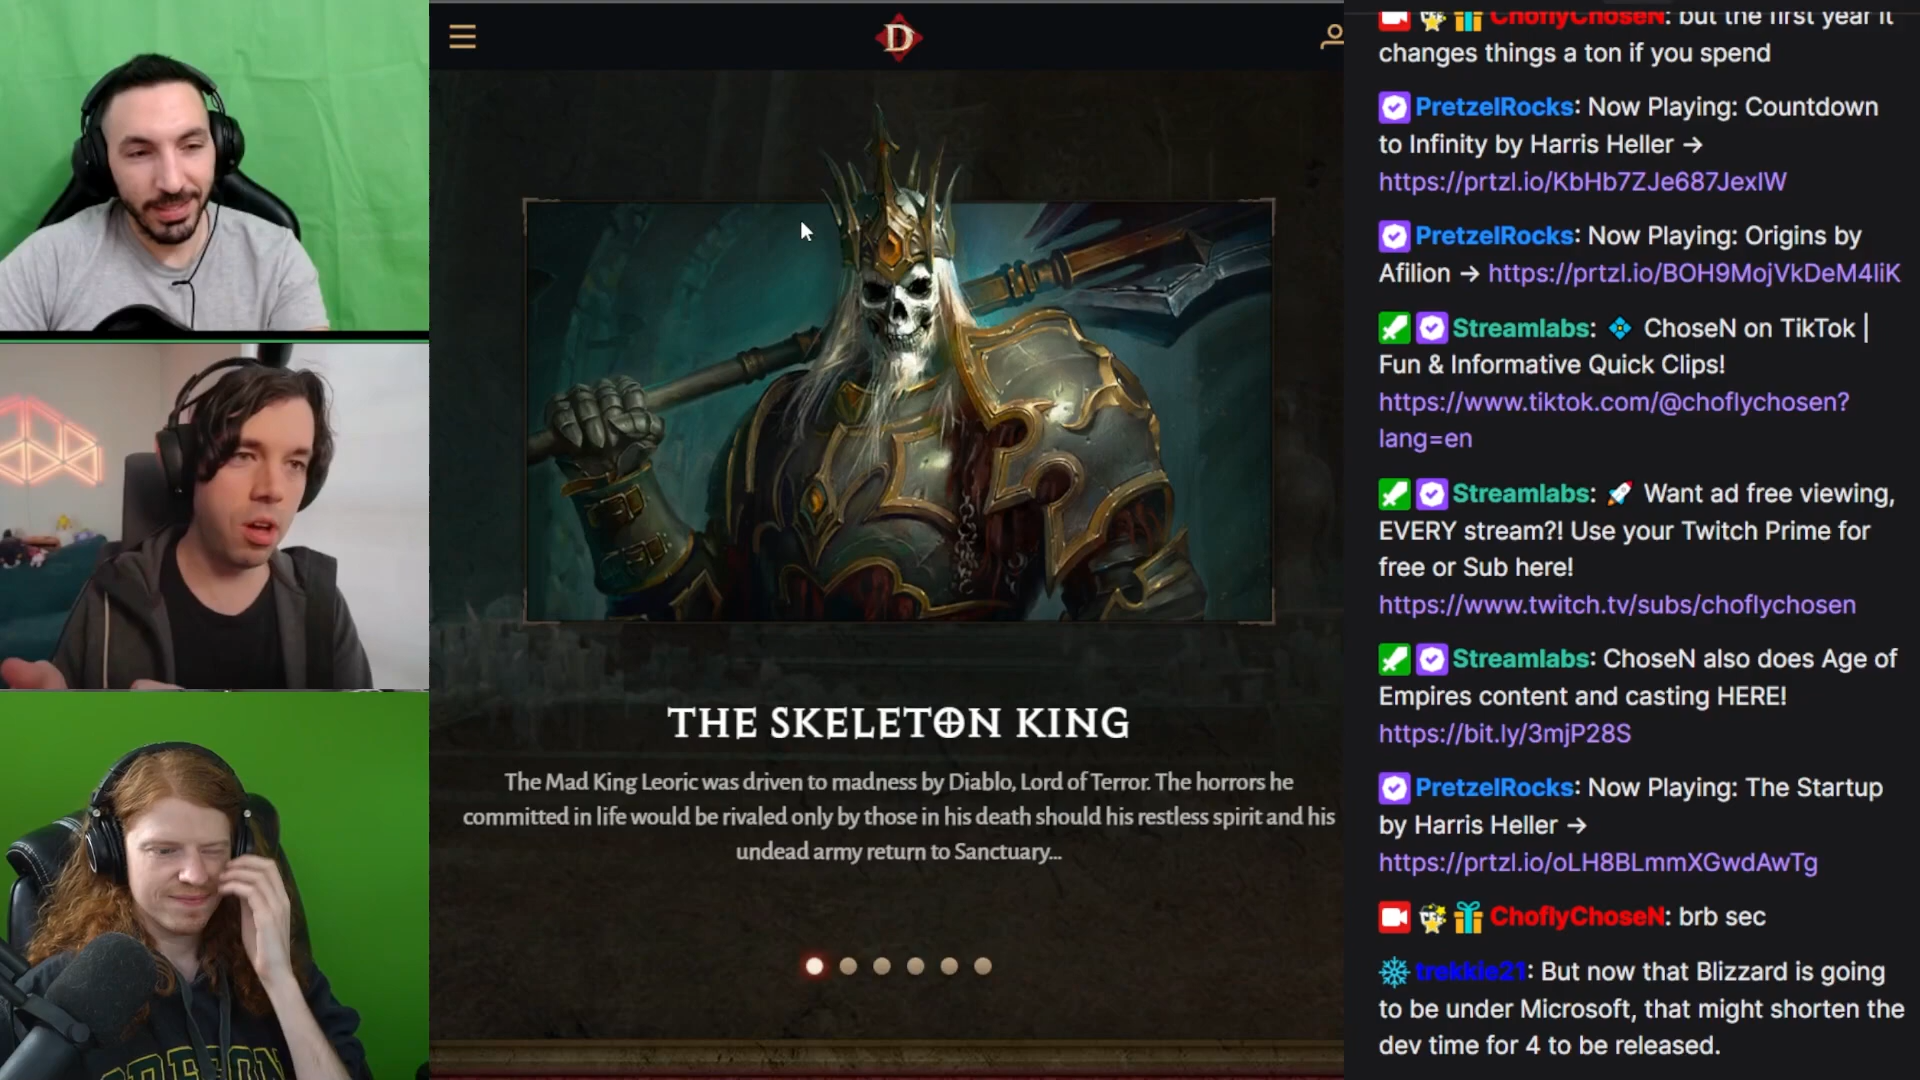 D
THE SKELETON KING
The Mad King Leoric was driven to madness by Diablo, Lord of Terror. The horrors he
committed in life would be rivaled only by those in his death should his restless spirit and his
undead army return to Sanctuary...
ChoflyChoseN: but the first year it
changes things a ton if you spend
PretzelRocks: Now Playing: Countdown
to Infinity by Harris Heller →
https://prtzl.io/KbHb7ZJe687JexlW
PretzelRocks: Now Playing: Origins by
Afilion → https://prtzl.io/BOH9MojVkDeM4liK
Streamlabs: 💠 ChoseN on TikTok |
Fun & Informative Quick Clips!
https://www.tiktok.com/@choflychosen?
lang=en
Streamlabs: 🚀 Want ad free viewing,
EVERY stream?! Use your Twitch Prime for
free or Sub here!
https://www.twitch.tv/subs/choflychosen
Streamlabs: ChoseN also does Age of
Empires content and casting HERE!
https://bit.ly/3mjP28S
PretzelRocks: Now Playing: The Startup
by Harris Heller →
https://prtzl.io/oLH8BLmmXGwdAwTg
ChoflyChoseN: brb sec
trekkie21: But now that Blizzard is going
to be under Microsoft, that might shorten the
dev time for 4 to be released.